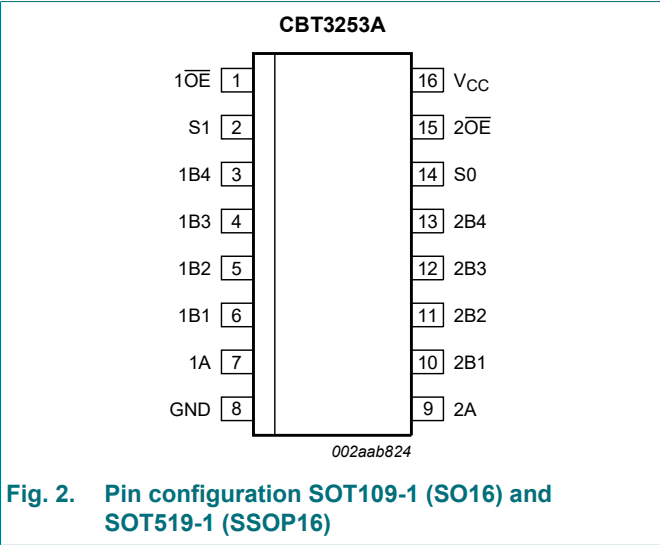 CBT3253A
1O̅E̅ 1 16 VCC
S1 2 15 2O̅E̅
1B4 3 14 S0
1B3 4 13 2B4
1B2 5 12 2B3
1B1 6 11 2B2
1A 7 10 2B1
GND 8 9 2A
002aab824
Fig. 2. Pin configuration SOT109-1 (SO16) and
SOT519-1 (SSOP16)